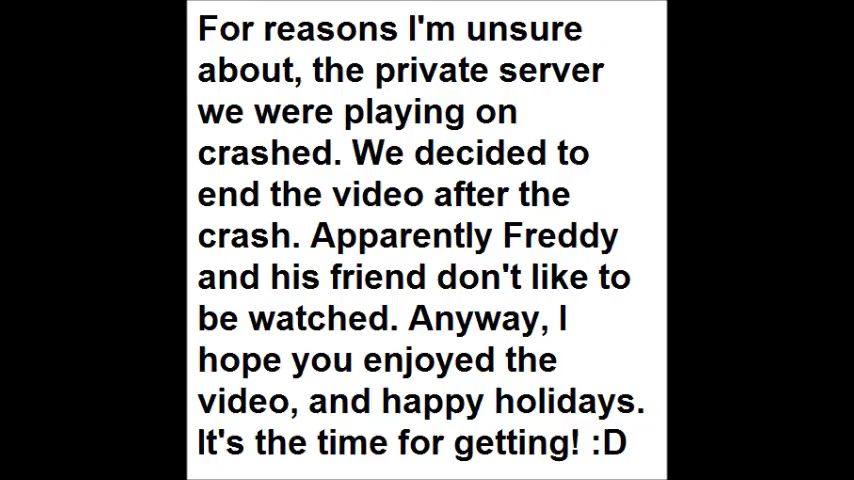 For reasons I'm unsure
about, the private server
we were playing on
crashed. We decided to
end the video after the
crash. Apparently Freddy
and his friend don't like to
be watched. Anyway, I
hope you enjoyed the
video, and happy holidays.
It's the time for getting! :D